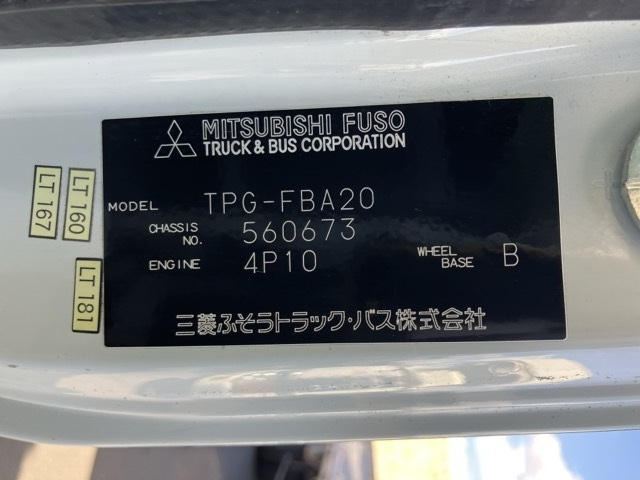 MITSUBISHI FUSO
TRUCK & BUS CORPORATION
MODEL TPG-FBA20
CHASSIS NO. 560673
ENGINE 4P10 WHEEL BASE B
三菱ふそうトラック・バス株式会社
LT 167
LT 160
LT 181